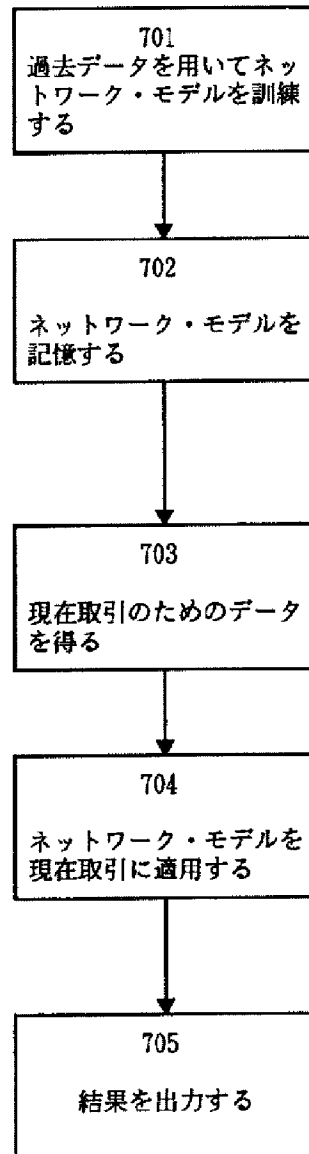 701
過去データを用いてネッ
トワーク・モデルを訓練
する
702
ネットワーク・モデルを
記憶する
703
現在取引のためのデータ
を得る
704
ネットワーク・モデルを
現在取引に適用する
705
結果を出力する